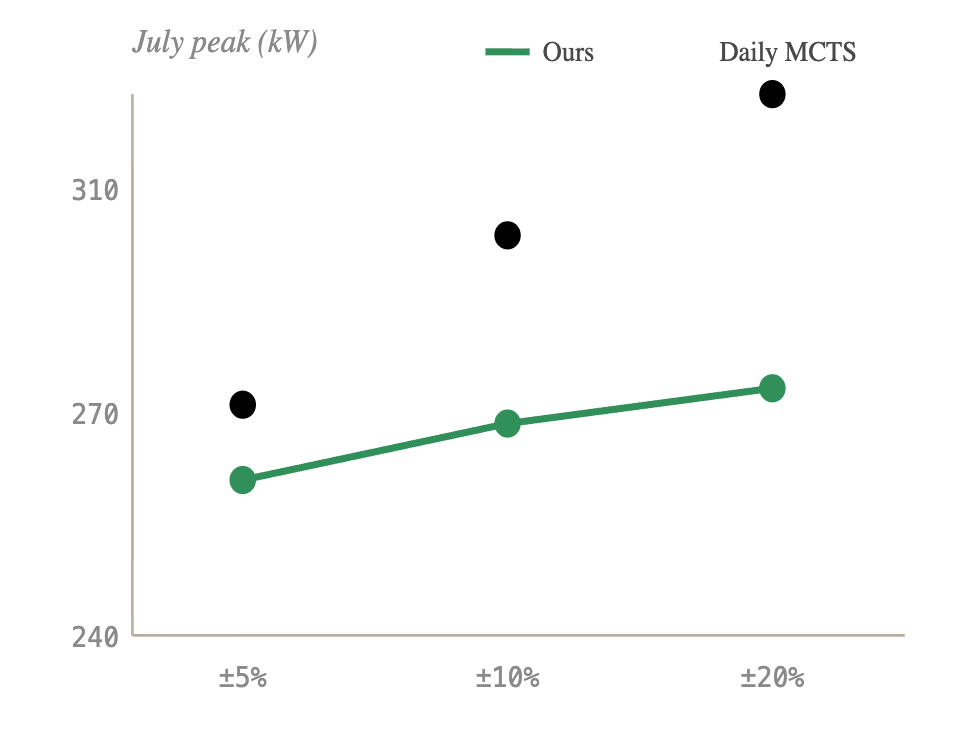 July peak (kW)
Ours
Daily MCTS
310
270
240
±5%
±10%
±20%